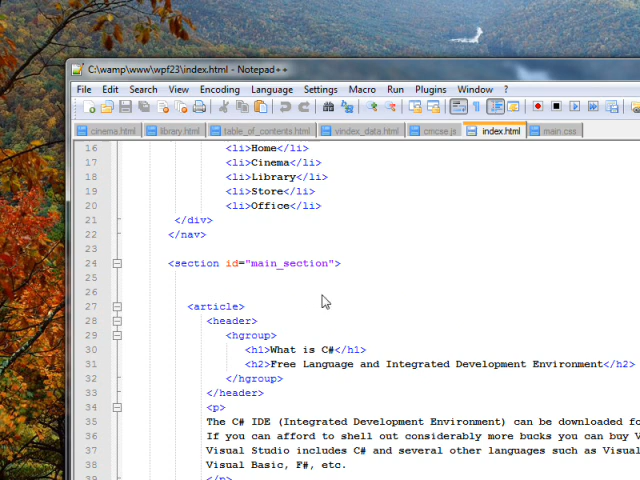 C:\wamp\www\wpf23\index.html - Notepad++
File Edit Search View Encoding Language Settings Macro Run Plugins Window ?
cinema.html library.html table_of_contents.html vindex_data.html cmcse.js index.html main.css
16 <li>Home</li>
17 <li>Cinema</li>
18 <li>Library</li>
19 <li>Store</li>
20 <li>Office</li>
21 </div>
22 </nav>
23
24 <section id="main_section">
25
26
27 <article>
28 <header>
29 <hgroup>
30 <h1>What is C#</h1>
31 <h2>Free Language and Integrated Development Environment</h2>
32 </hgroup>
33 </header>
34 <p>
35 The C# IDE (Integrated Development Environment) can be downloaded fo
36 If you can afford to shell out considerably more bucks you can buy V
37 Visual Studio includes C# and several other languages such as Visual
38 Visual Basic, F#, etc.
39 </p>